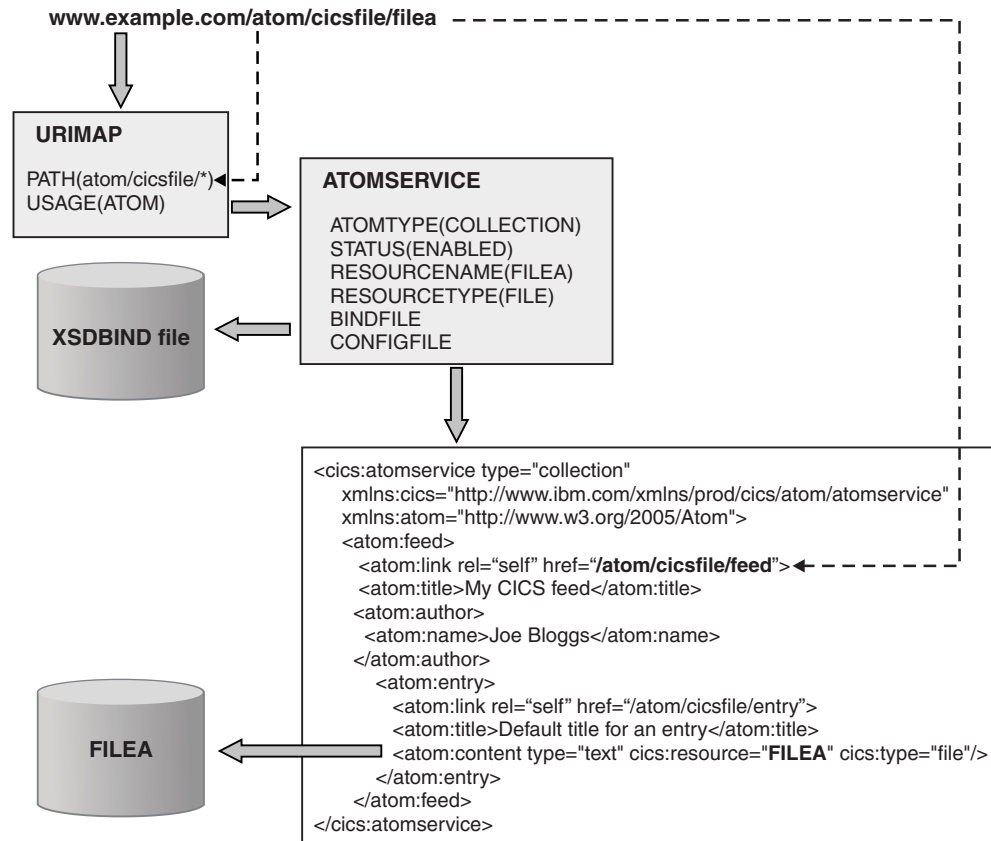 www.example.com/atom/cicsfile/filea
URIMAP
PATH(atom/cicsfile/*)
USAGE(ATOM)
ATOMSERVICE
ATOMTYPE(COLLECTION)
STATUS(ENABLED)
RESOURCENAME(FILEA)
RESOURCETYPE(FILE)
BINDFILE
CONFIGFILE
XSDBIND file
<cics:atomservice type="collection"
xmlns:cics="http://www.ibm.com/xmlns/prod/cics/atom/atomservice"
xmlns:atom="http://www.w3.org/2005/Atom">
<atom:feed>
<atom:link rel=“self” href=“/atom/cicsfile/feed”>
<atom:title>My CICS feed</atom:title>
<atom:author>
<atom:name>Joe Bloggs</atom:name>
</atom:author>
<atom:entry>
<atom:link rel=“self” href=“/atom/cicsfile/entry”>
<atom:title>Default title for an entry</atom:title>
<atom:content type="text" cics:resource="FILEA" cics:type="file"/>
</atom:entry>
</atom:feed>
</cics:atomservice>
FILEA